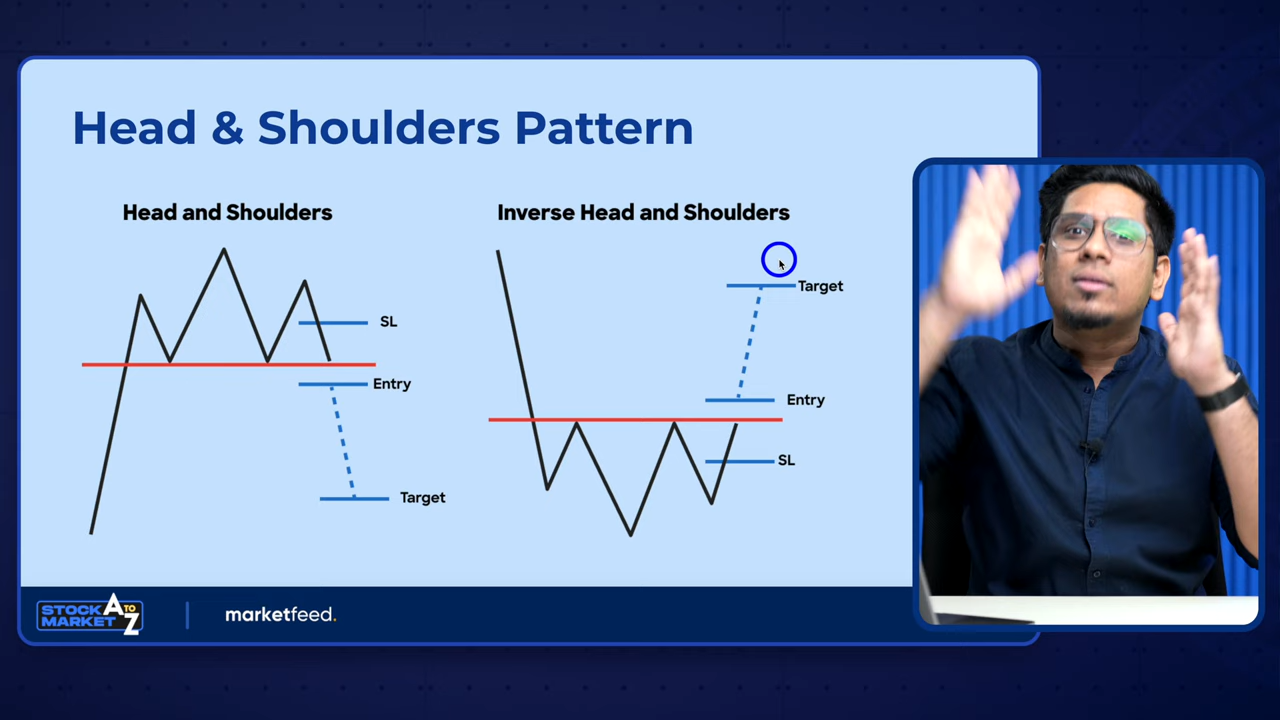 Head & Shoulders Pattern
Head and Shoulders
SL
Entry
Target
Inverse Head and Shoulders
Target
Entry
SL
STOCK MARKET A TO Z
marketfeed.